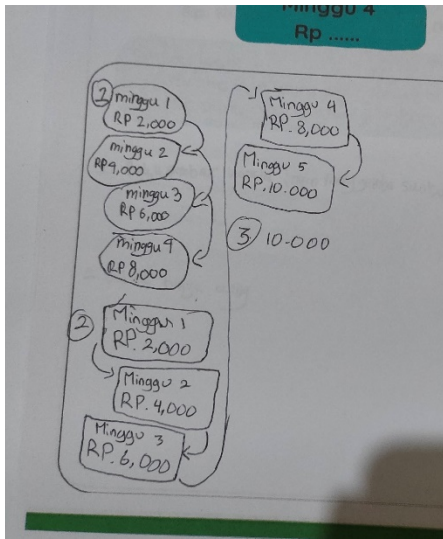 Minggu 4
Rp ......
1
minggu 1
RP 2,000
minggu 2
RP 4,000
minggu 3
RP 6,000
minggu 4
RP 8,000
2
Minggu 1
RP. 2,000
Minggu 2
RP. 4,000
Minggu 3
RP. 6,000
Minggu 4
RP. 8,000
Minggu 5
RP. 10.000
3 10.000